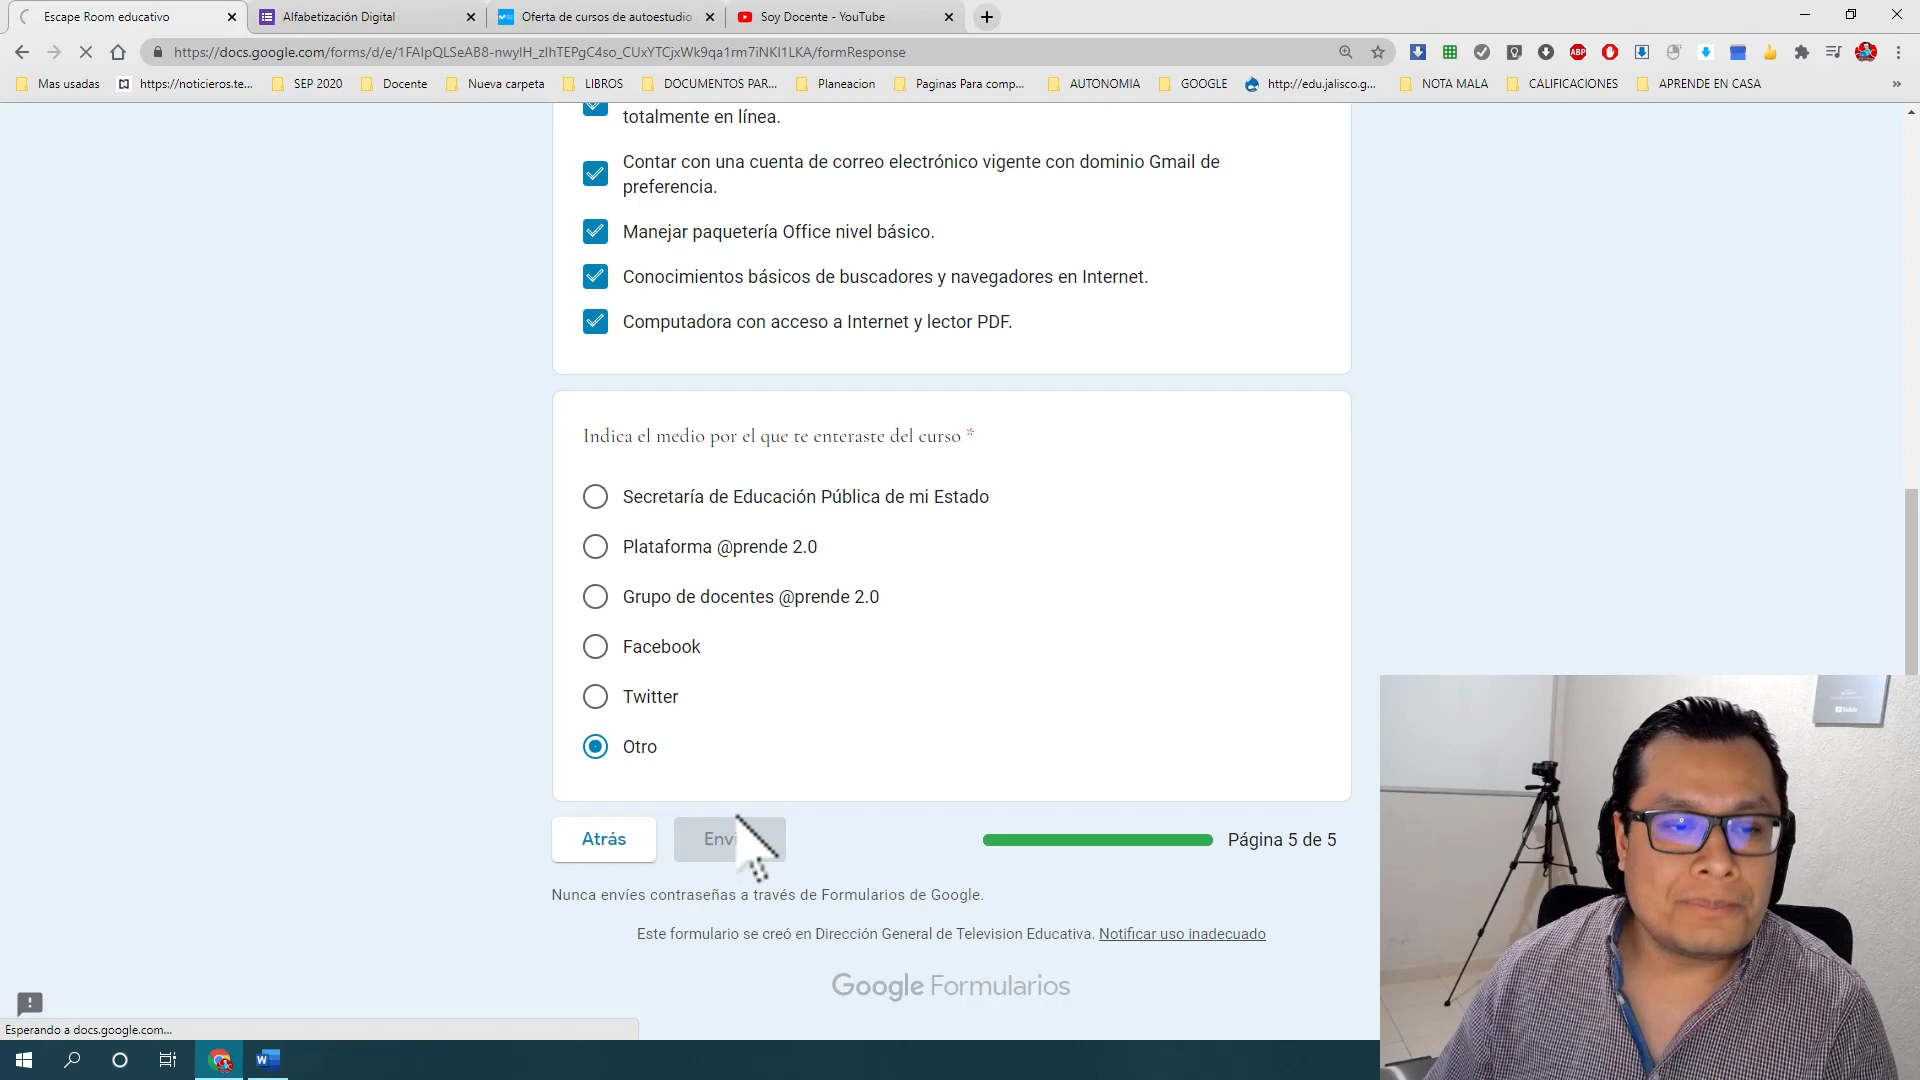 Escape Room educativo
Alfabetización Digital
Oferta de cursos de autoestudio
Soy Docente - YouTube
https://docs.google.com/forms/d/e/1FAIpQLSeAB8-nwylH_zlhTEPgC4so_CUxYTCjxWk9qa1rm7iNKl1LKA/formResponse
ABP
Mas usadas
https://noticieros.te...
SEP 2020
Docente
Nueva carpeta
LIBROS
DOCUMENTOS PAR...
Planeacion
Paginas Para comp...
AUTONOMIA
GOOGLE
http://edu.jalisco.g...
NOTA MALA
CALIFICACIONES
APRENDE EN CASA
totalmente en línea.
Contar con una cuenta de correo electrónico vigente con dominio Gmail de
preferencia.
Manejar paquetería Office nivel básico.
Conocimientos básicos de buscadores y navegadores en Internet.
Computadora con acceso a Internet y lector PDF.
Indica el medio por el que te enteraste del curso *
Secretaría de Educación Pública de mi Estado
Plataforma @prende 2.0
Grupo de docentes @prende 2.0
Facebook
Twitter
Otro
Atrás
Envi
Página 5 de 5
Nunca envíes contraseñas a través de Formularios de Google.
Este formulario se creó en Dirección General de Television Educativa. Notificar uso inadecuado
Google Formularios
Esperando a docs.google.com...
YouTube